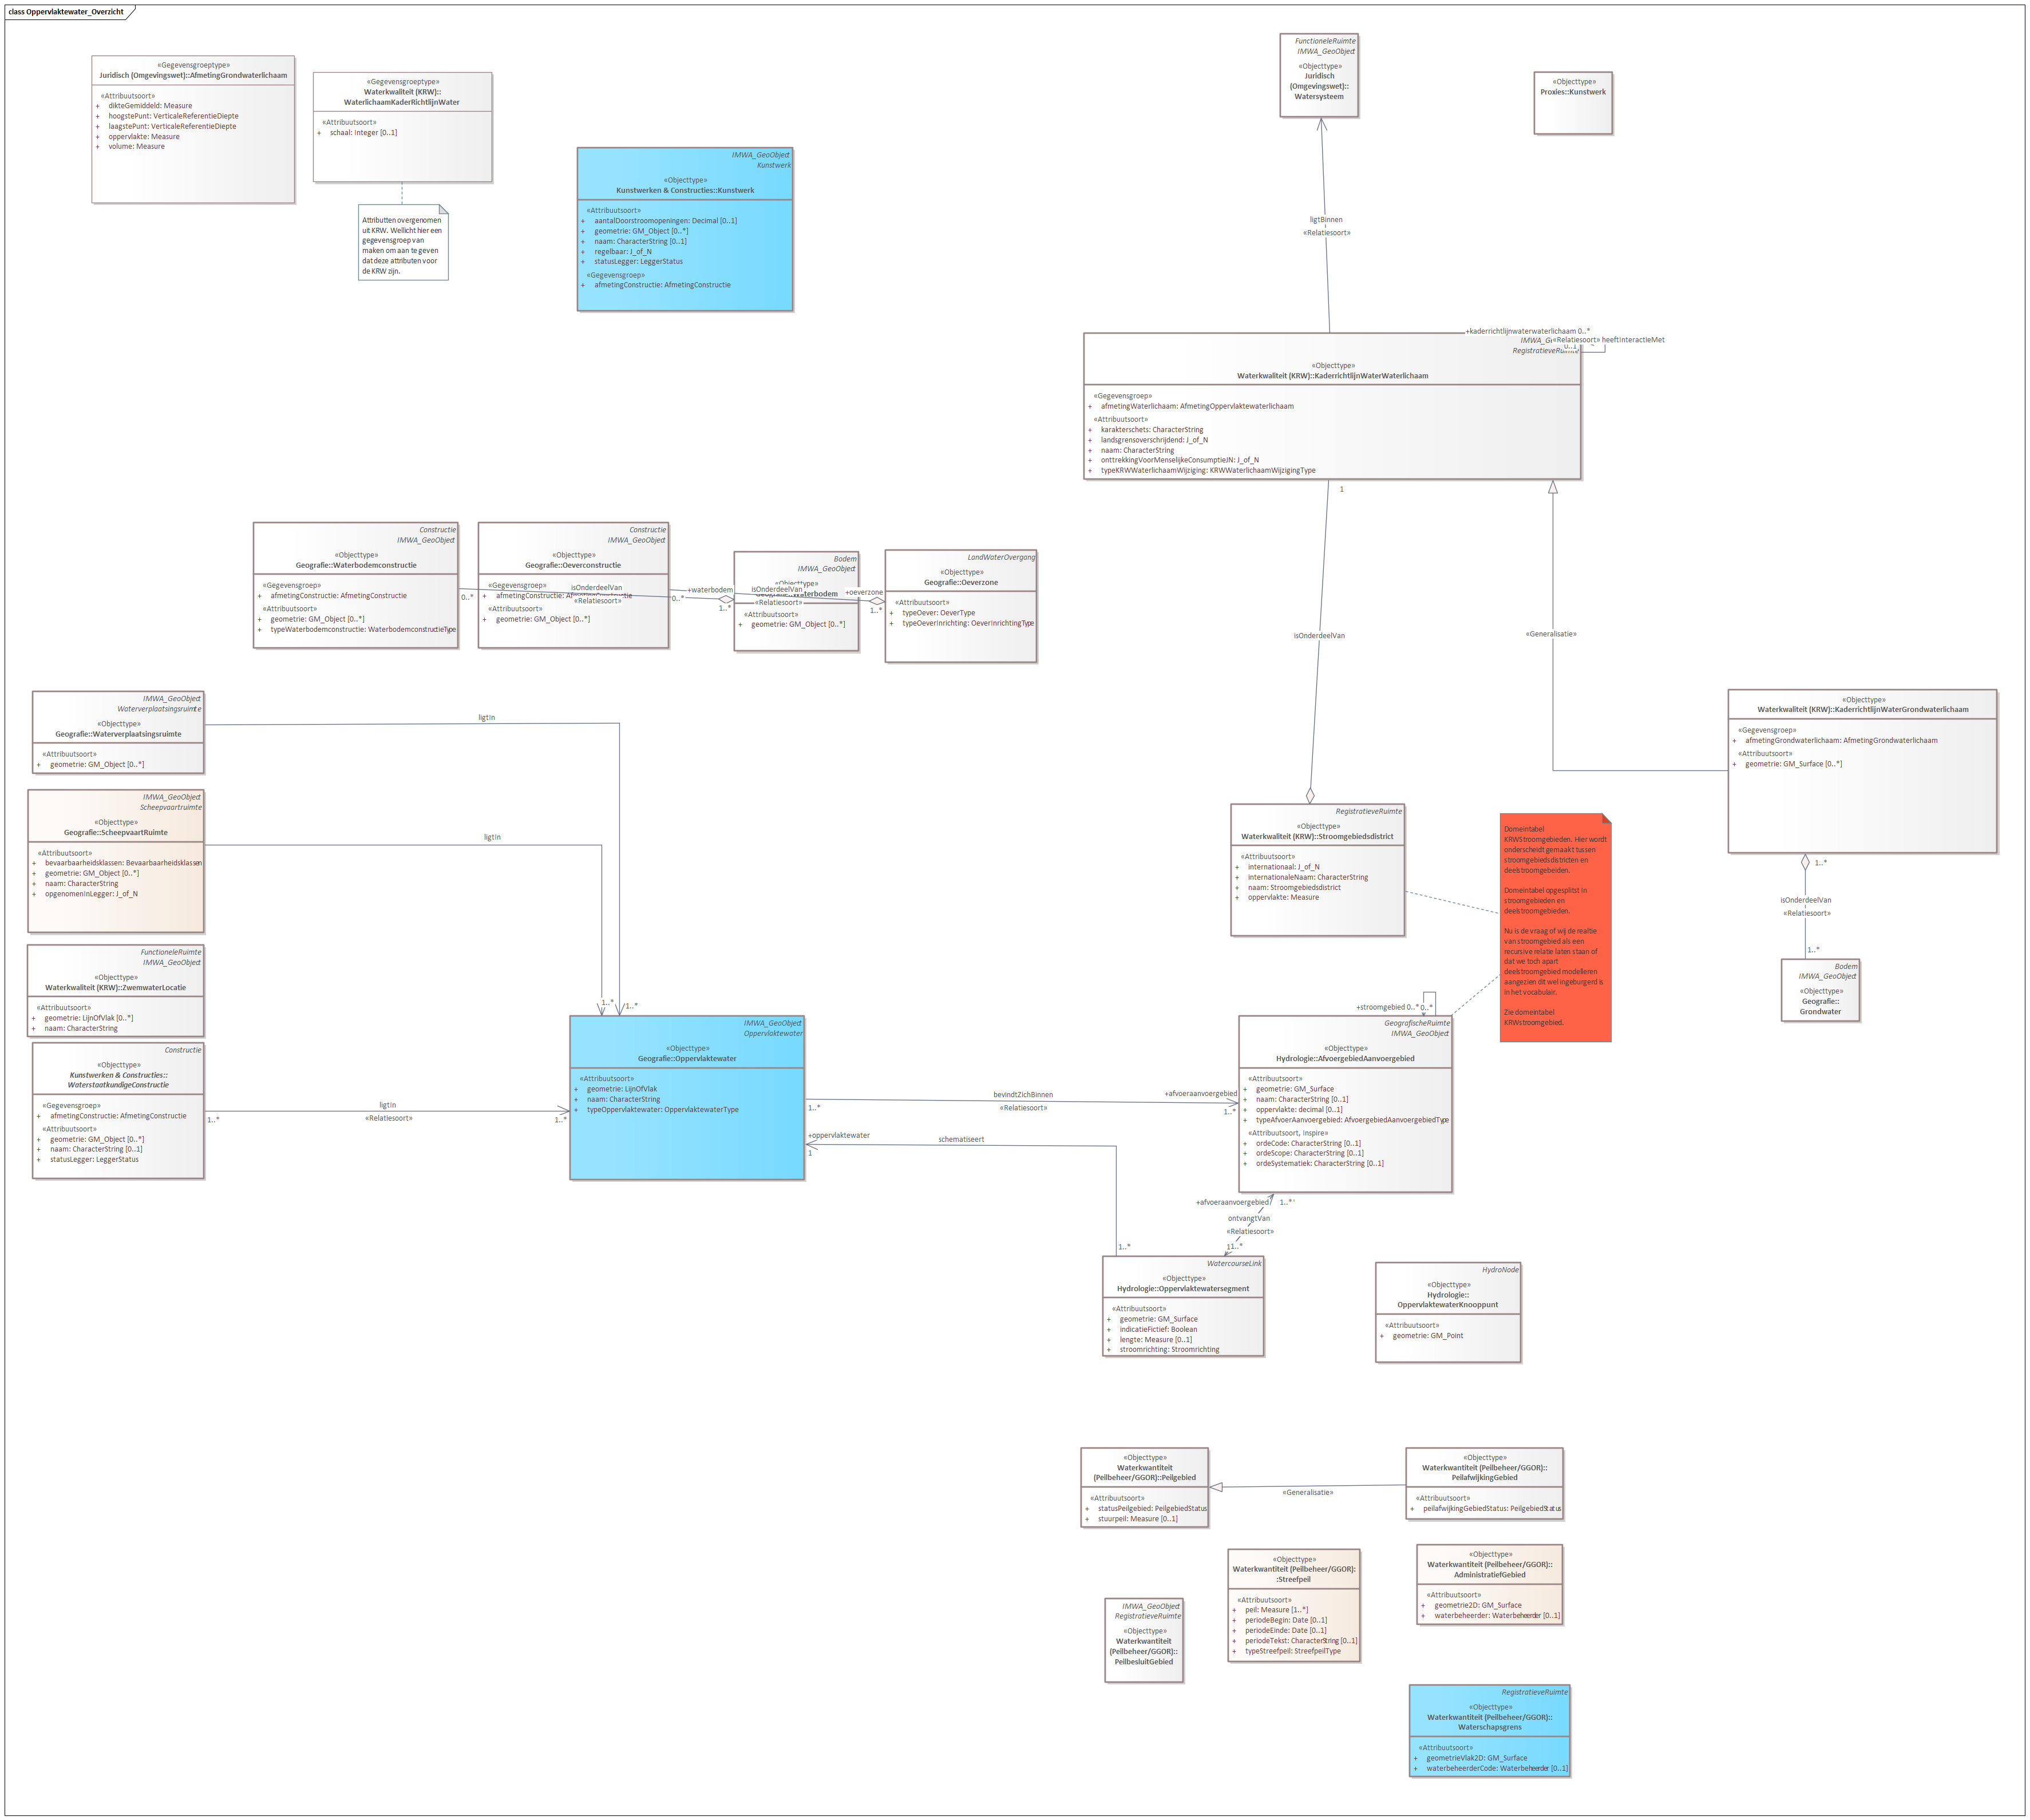 class Oppervlaktewater_Overzicht
«Gegevensgroeptype»
Juridisch (Omgevingswet)::AfmetingGrondwaterlichaam
«Attribuutsoort»
+ dikteGemiddeld: Measure
+ hoogstePunt: VerticaleReferentieDiepte
+ laagstePunt: VerticaleReferentieDiepte
+ oppervlakte: Measure
+ volume: Measure
«Gegevensgroeptype»
Waterkwaliteit (KRW)::
WaterlichaamKaderRichtlijnWater
«Attribuutsoort»
+ schaal: Integer [0..1]
Attributten overgenomen
uit KRW. Wellicht hier een
gegevensgroep van
maken om aan te geven
dat deze attributen voor
de KRW zijn.
IMWA_GeoObject
Kunstwerk
«Objecttype»
Kunstwerken & Constructies::Kunstwerk
«Attribuutsoort»
+ aantalDoorstroomopeningen: Decimal [0..1]
+ geometrie: GM_Object [0..*]
+ naam: CharacterString [0..1]
+ regelbaar: J_of_N
+ statusLegger: LeggerStatus
«Gegevensgroep»
+ afmetingConstructie: AfmetingConstructie
FunctioneleRuimte
IMWA_GeoObject
«Objecttype»
Juridisch
(Omgevingswet)::
Watersysteem
«Objecttype»
Proxies::Kunstwerk
ligtBinnen
«Relatiesoort»
+kaderrichtlijnwaterwaterlichaam 0..*
«Relatiesoort» heeftInteractieMet
0..1
RegistratieveRuimte
«Objecttype»
Waterkwaliteit (KRW)::KaderrichtlijnWaterWaterlichaam
«Gegevensgroep»
+ afmetingWaterlichaam: AfmetingOppervlaktewaterlichaam
«Attribuutsoort»
+ karakterschets: CharacterString
+ landsgrensoverschrijdend: J_of_N
+ naam: CharacterString
+ onttrekkingVoorMenselijkeConsumptieJN: J_of_N
+ typeKRWWaterlichaamWijziging: KRWWaterlichaamWijzigingType
1
isOnderdeelVan
«Generalisatie»
Constructie
IMWA_GeoObject
«Objecttype»
Geografie::Waterbodemconstructie
«Gegevensgroep»
+ afmetingConstructie: AfmetingConstructie
«Attribuutsoort»
+ geometrie: GM_Object [0..*]
+ typeWaterbodemconstructie: WaterbodemconstructieType
0..*
Constructie
IMWA_GeoObject
«Objecttype»
Geografie::Oeverconstructie
«Gegevensgroep»
+ afmetingConstructie: AfmetingConstructie
«Attribuutsoort»
+ geometrie: GM_Object [0..*]
isOnderdeelVan
«Relatiesoort»
0..*
+waterbodem
1..*
Bodem
IMWA_GeoObject
«Objecttype»
isOnderdeelVan
«Relatiesoort»
«Attribuutsoort»
+ geometrie: GM_Object [0..*]
+oeverzone
1..*
LandWaterOvergang
«Objecttype»
Geografie::Oeverzone
«Attribuutsoort»
+ typeOever: OeverType
+ typeOeverInrichting: OeverInrichtingType
IMWA_GeoObject
Waterverplaatsingsruimte
«Objecttype»
Geografie::Waterverplaatsingsruimte
«Attribuutsoort»
+ geometrie: GM_Object [0..*]
ligtIn
IMWA_GeoObject
Scheepvaartruimte
«Objecttype»
Geografie::ScheepvaartRuimte
«Attribuutsoort»
+ bevaarbaarheidsklassen: Bevaarbaarheidsklassen
+ geometrie: GM_Object [0..*]
+ naam: CharacterString
+ opgenomenInLegger: J_of_N
ligtIn
FunctioneleRuimte
IMWA_GeoObject
«Objecttype»
Waterkwaliteit (KRW)::ZwemwaterLocatie
«Attribuutsoort»
+ geometrie: LijnOfVlak [0..*]
+ naam: CharacterString
Constructie
«Objecttype»
Kunstwerken & Constructies::
WaterstaatkundigeConstructie
«Gegevensgroep»
+ afmetingConstructie: AfmetingConstructie
«Attribuutsoort»
+ geometrie: GM_Object [0..*]
+ naam: CharacterString [0..1]
+ statusLegger: LeggerStatus
1..*
ligtIn
«Relatiesoort»
1..*
1..*
1..*
IMWA_GeoObject
Oppervlaktewater
«Objecttype»
Geografie::Oppervlaktewater
«Attribuutsoort»
+ geometrie: LijnOfVlak
+ naam: CharacterString
+ typeOppervlaktewater: OppervlaktewaterType
1..*
bevindtZichBinnen
«Relatiesoort»
+afvoeraanvoergebied
1..*
+oppervlaktewater
1
schematiseert
1..*
RegistratieveRuimte
«Objecttype»
Waterkwaliteit (KRW)::Stroomgebiedsdistrict
«Attribuutsoort»
+ internationaal: J_of_N
+ internationaleNaam: CharacterString
+ naam: Stroomgebiedsdistrict
+ oppervlakte: Measure
Domeintabel
KRWStroomgebieden. Hier wordt
onderscheidt gemaakt tussen
stroomgebiedsdistricten en
deelstroomgebeiden.
Domeintabel opgesplitst in
stroomgebieden en
deelstroomgebieden.
Nu is de vraag of wij de realtie
van stroomgebied als een
recursive relatie laten staan of
dat we toch apart
deelstroomgebied modelleren
aangezien dit wel ingeburgerd is
in het vocabulair.
Zie domeintabel
KRWstroomgebied.
«Objecttype»
Waterkwaliteit (KRW)::KaderrichtlijnWaterGrondwaterlichaam
«Gegevensgroep»
+ afmetingGrondwaterlichaam: AfmetingGrondwaterlichaam
«Attribuutsoort»
+ geometrie: GM_Surface [0..*]
1..*
isOnderdeelVan
«Relatiesoort»
1..*
Bodem
IMWA_GeoObject
«Objecttype»
Geografie::
Grondwater
+stroomgebied 0..*
0..*
GeografischeRuimte
IMWA_GeoObject
«Objecttype»
Hydrologie::AfvoergebiedAanvoergebied
«Attribuutsoort»
+ geometrie: GM_Surface
+ naam: CharacterString [0..1]
+ oppervlakte: decimal [0..1]
+ typeAfvoerAanvoergebied: AfvoergebiedAanvoergebiedType
«Attribuutsoort, Inspire»
+ ordeCode: CharacterString [0..1]
+ ordeScope: CharacterString [0..1]
+ ordeSystematiek: CharacterString [0..1]
+afvoeraanvoergebied
1..*
ontvangtVan
«Relatiesoort»
11..*
WatercourseLink
«Objecttype»
Hydrologie::Oppervlaktewatersegment
«Attribuutsoort»
+ geometrie: GM_Surface
+ indicatieFictief: Boolean
+ lengte: Measure [0..1]
+ stroomrichting: Stroomrichting
HydroNode
«Objecttype»
Hydrologie::
OppervlaktewaterKnooppunt
«Attribuutsoort»
+ geometrie: GM_Point
«Objecttype»
Waterkwantiteit
(Peilbeheer/GGOR)::Peilgebied
«Attribuutsoort»
+ statusPeilgebied: PeilgebiedStatus
+ stuurpeil: Measure [0..1]
«Generalisatie»
«Objecttype»
Waterkwantiteit (Peilbeheer/GGOR)::
PeilafwijkingGebied
«Attribuutsoort»
+ peilafwijkingGebiedStatus: PeilgebiedStatus
«Objecttype»
Waterkwantiteit (Peilbeheer/GGOR):
:Streefpeil
«Attribuutsoort»
+ peil: Measure [1..*]
+ periodeBegin: Date [0..1]
+ periodeEinde: Date [0..1]
+ periodeTekst: CharacterString [0..1]
+ typeStreefpeil: StreefpeilType
«Objecttype»
Waterkwantiteit (Peilbeheer/GGOR)::
AdministratiefGebied
«Attribuutsoort»
+ geometrie2D: GM_Surface
+ waterbeheerder: Waterbeheerder [0..1]
IMWA_GeoObject
RegistratieveRuimte
«Objecttype»
Waterkwantiteit
(Peilbeheer/GGOR)::
PeilbesluitGebied
RegistratieveRuimte
«Objecttype»
Waterkwantiteit (Peilbeheer/GGOR)::
Waterschapsgrens
«Attribuutsoort»
+ geometrieVlak2D: GM_Surface
+ waterbeheerderCode: Waterbeheerder [0..1]